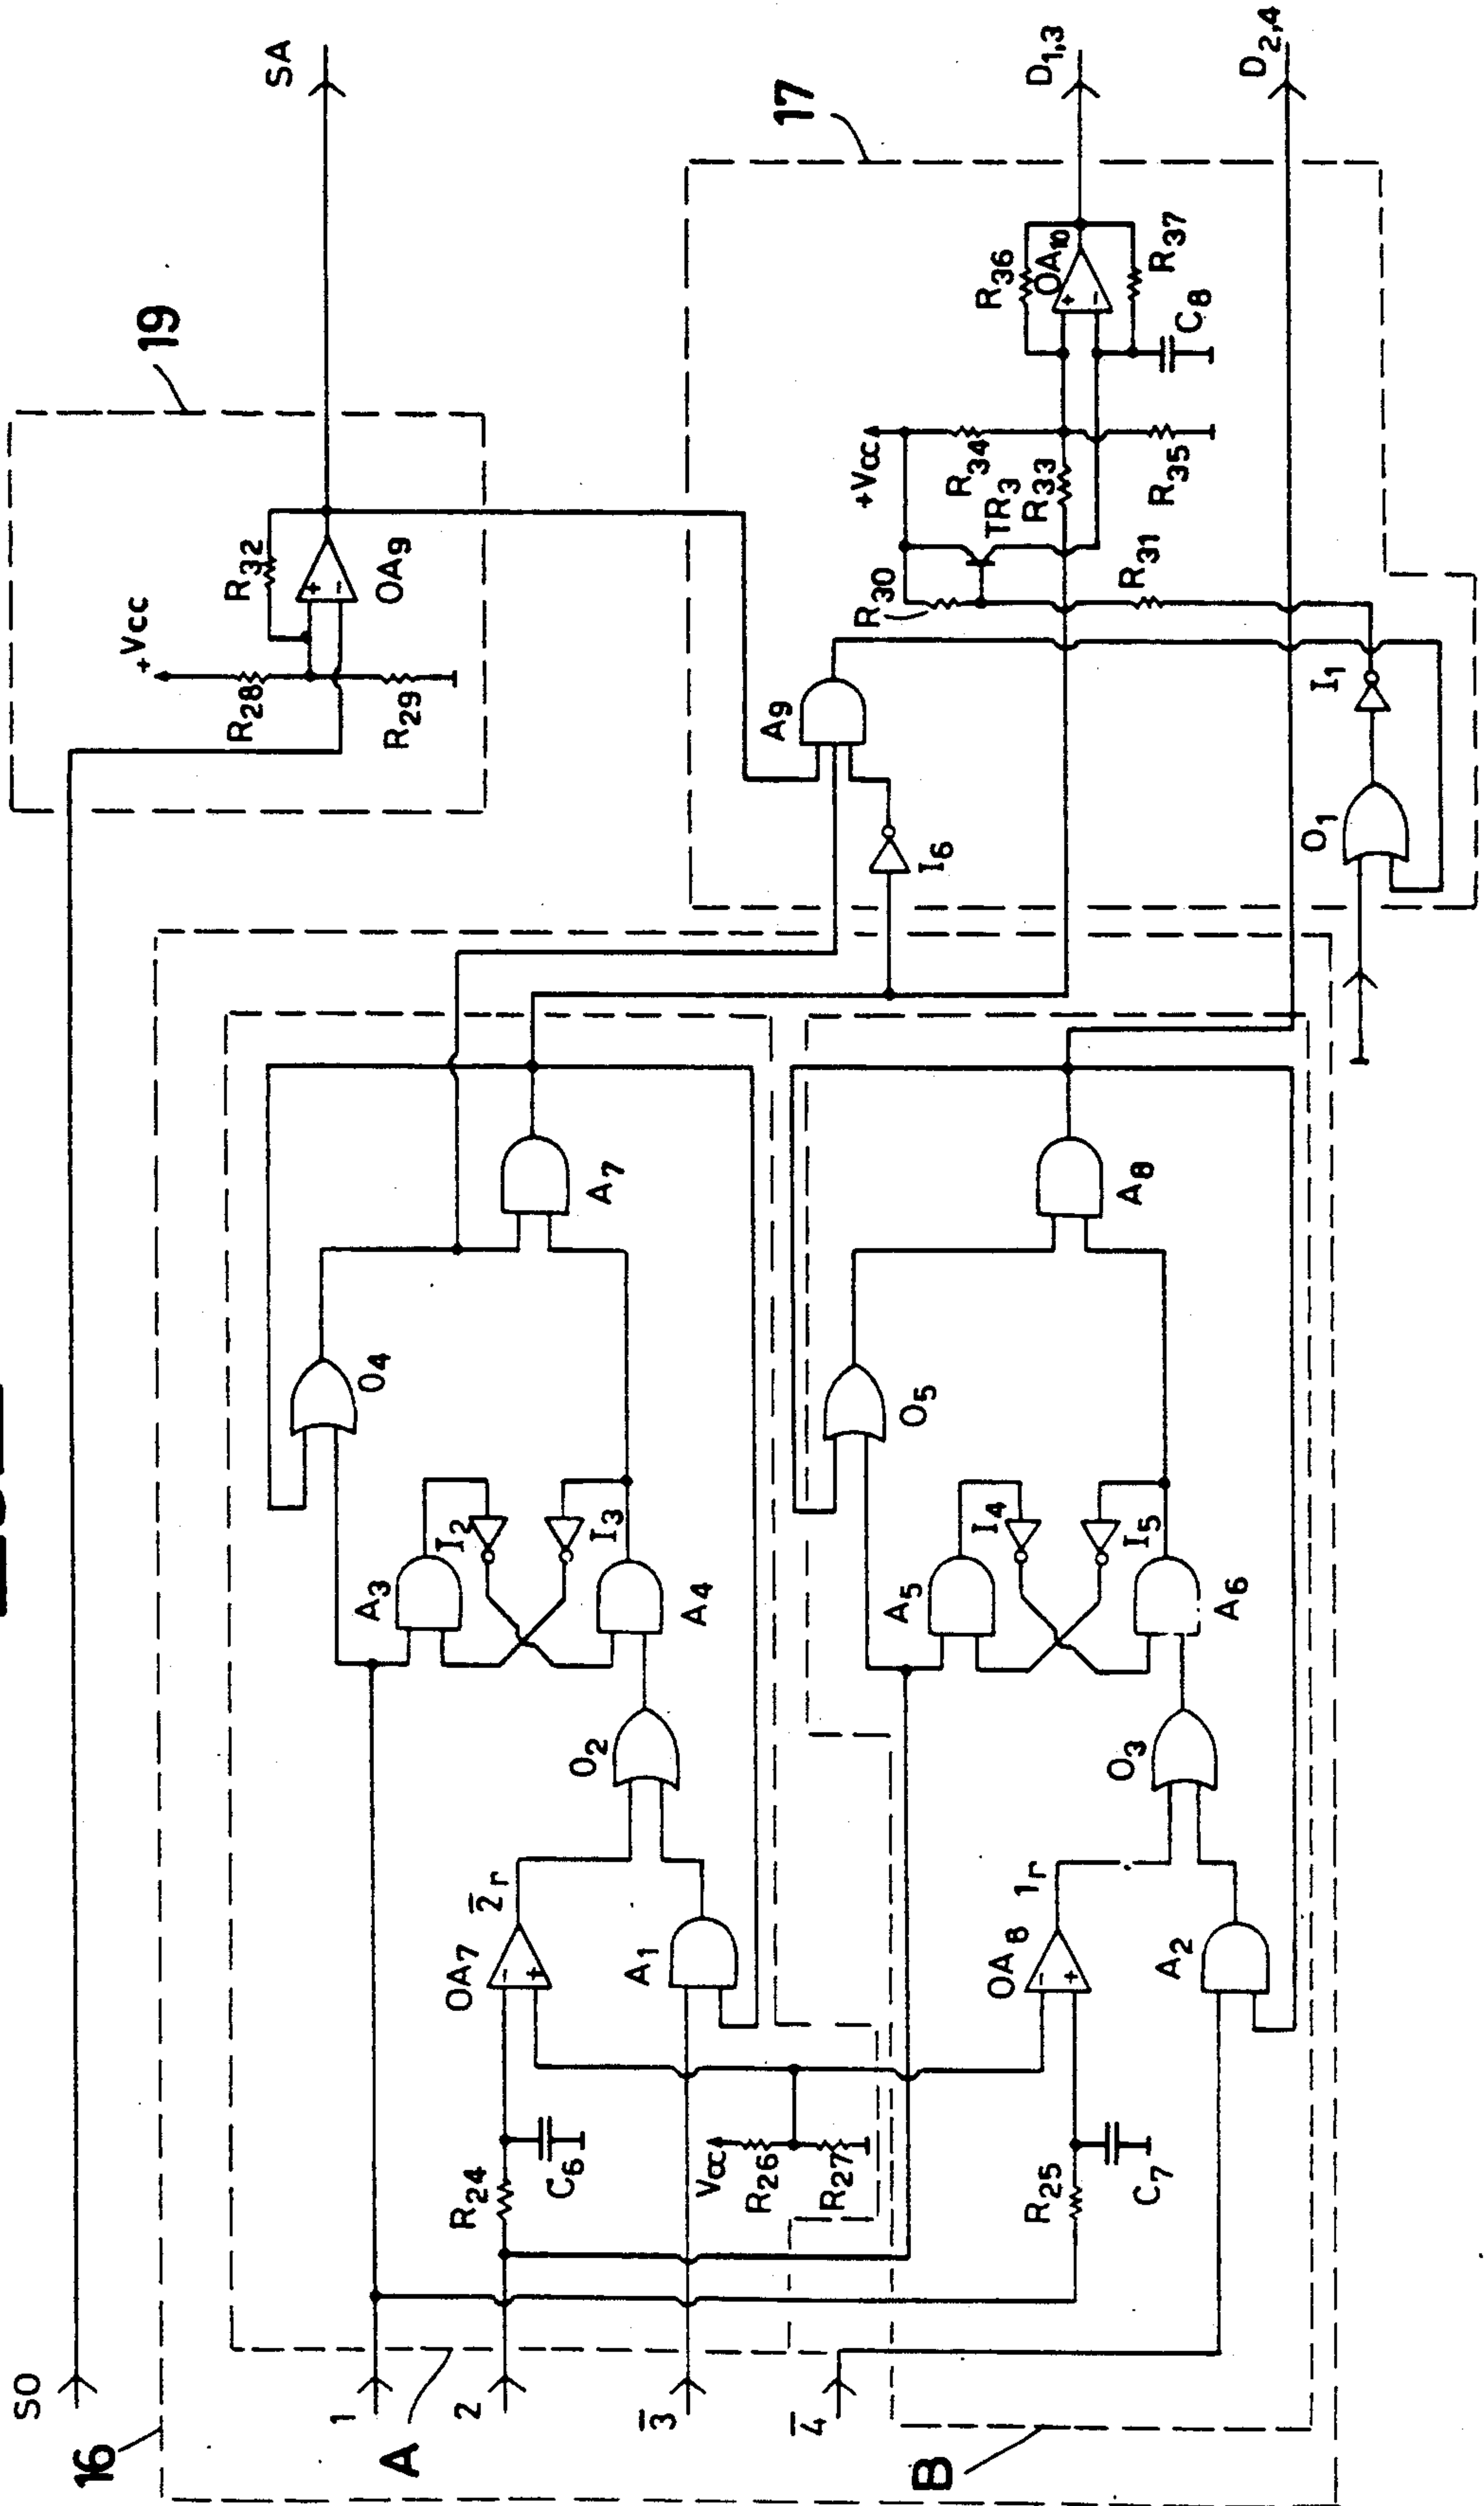 SO
19
+Vcc
R28
R29
R32
+
-
OA9
SA
16
1
2
3̅
4̅
A
B
R24
C6
OA7
-
+
2̅r
A1
O2
A3
I2
I3
A4
O4
A7
Vcc
R26
R27
R25
C7
OA8
-
+
1r
A2
O3
A5
I4
I5
A6
O5
A8
17
A9
I6
R30
+Vcc
R34
TR3
R33
R35
R31
R36
OA10
+
-
R37
C8
D1,3
D2,4
O1
I1